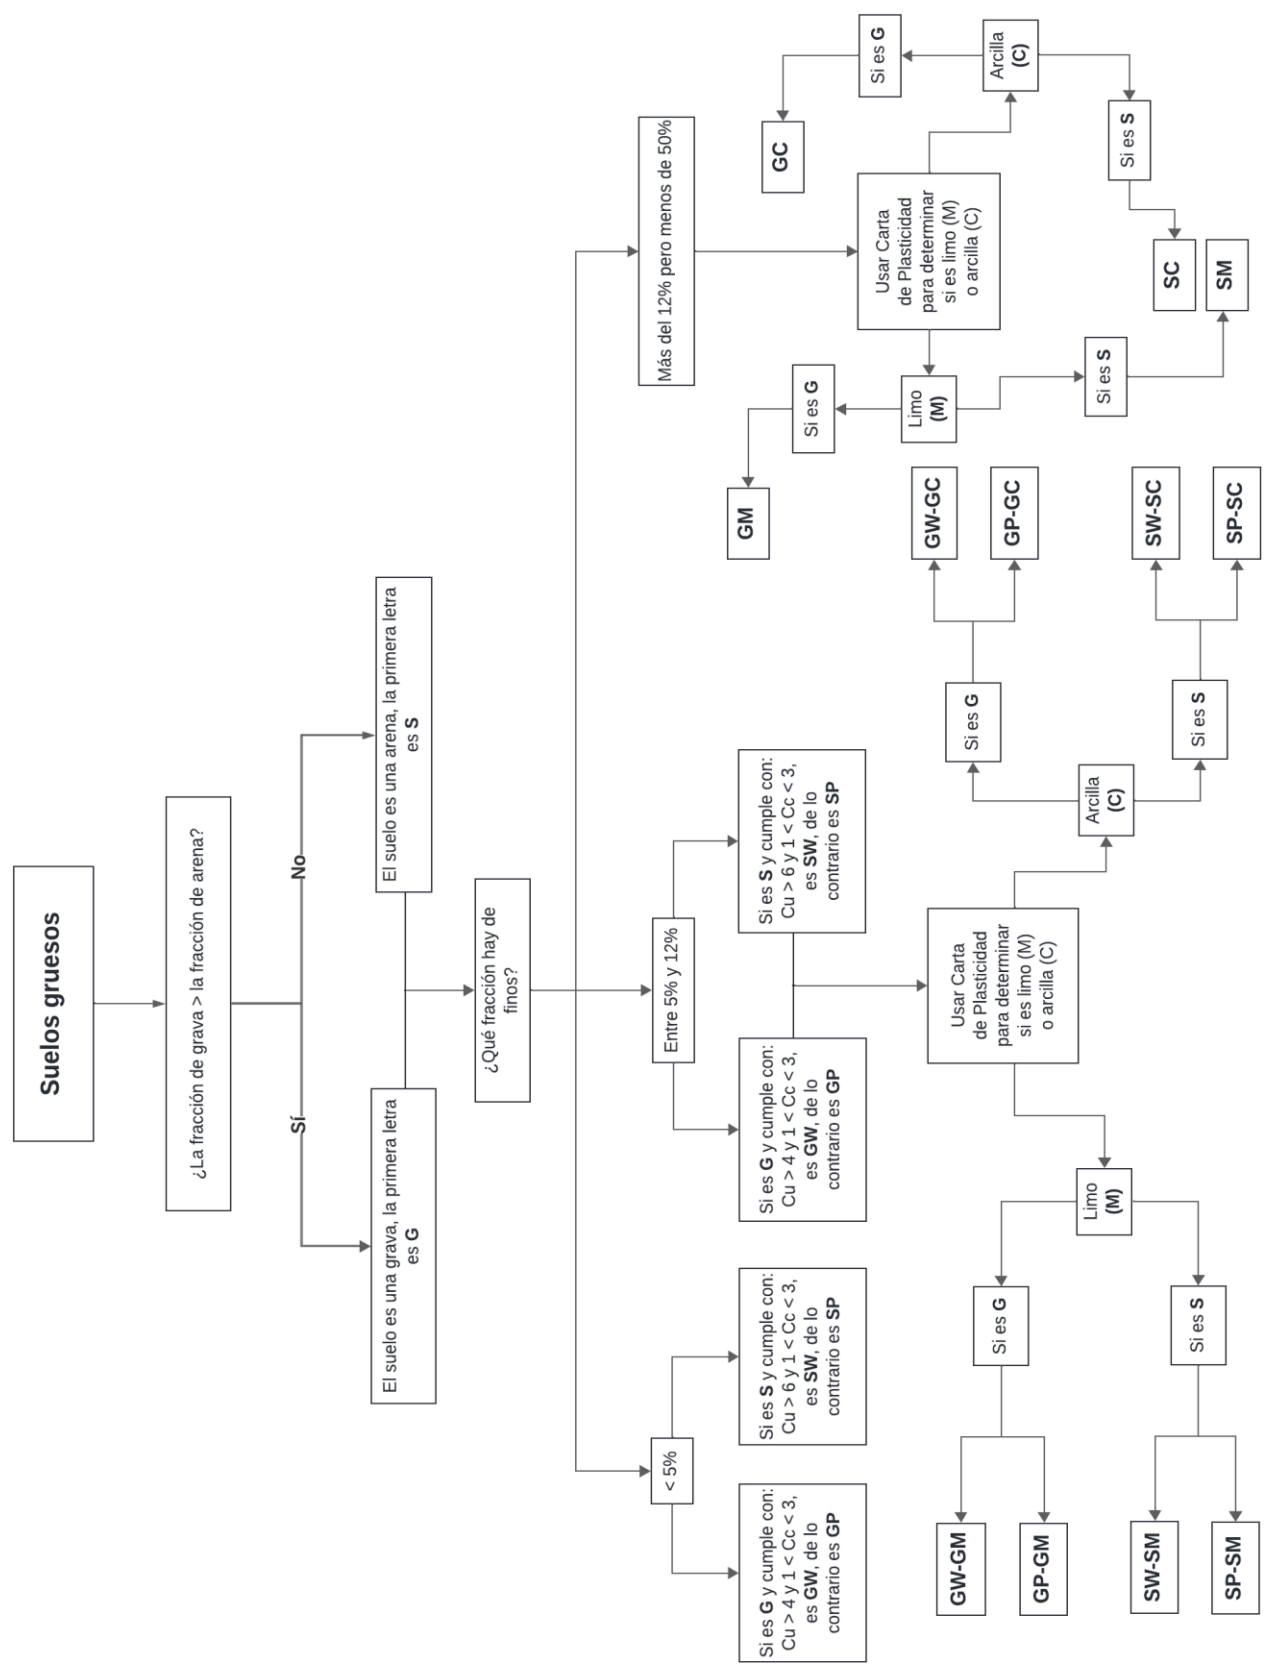 Suelos gruesos
¿La fracción de grava > la fracción de arena?
Sí
No
El suelo es una grava, la primera letra
es G
El suelo es una arena, la primera letra
es S
¿Qué fracción hay de
finos?
< 5%
Entre 5% y 12%
Más del 12% pero menos de 50%
Si es G y cumple con:
Cu > 4 y 1 < Cc < 3,
es GW, de lo
contrario es GP
Si es S y cumple con:
Cu > 6 y 1 < Cc < 3,
es SW, de lo
contrario es SP
Si es G y cumple con:
Cu > 4 y 1 < Cc < 3,
es GW, de lo
contrario es GP
Si es S y cumple con:
Cu > 6 y 1 < Cc < 3,
es SW, de lo
contrario es SP
Usar Carta
de Plasticidad
para determinar
si es limo (M)
o arcilla (C)
Limo
(M)
Arcilla
(C)
Si es G
Si es S
Si es G
Si es S
GW-GM
GP-GM
SW-SM
SP-SM
GW-GC
GP-GC
SW-SC
SP-SC
Usar Carta
de Plasticidad
para determinar
si es limo (M)
o arcilla (C)
Limo
(M)
Arcilla
(C)
Si es G
Si es S
Si es G
Si es S
GM
SM
GC
SC